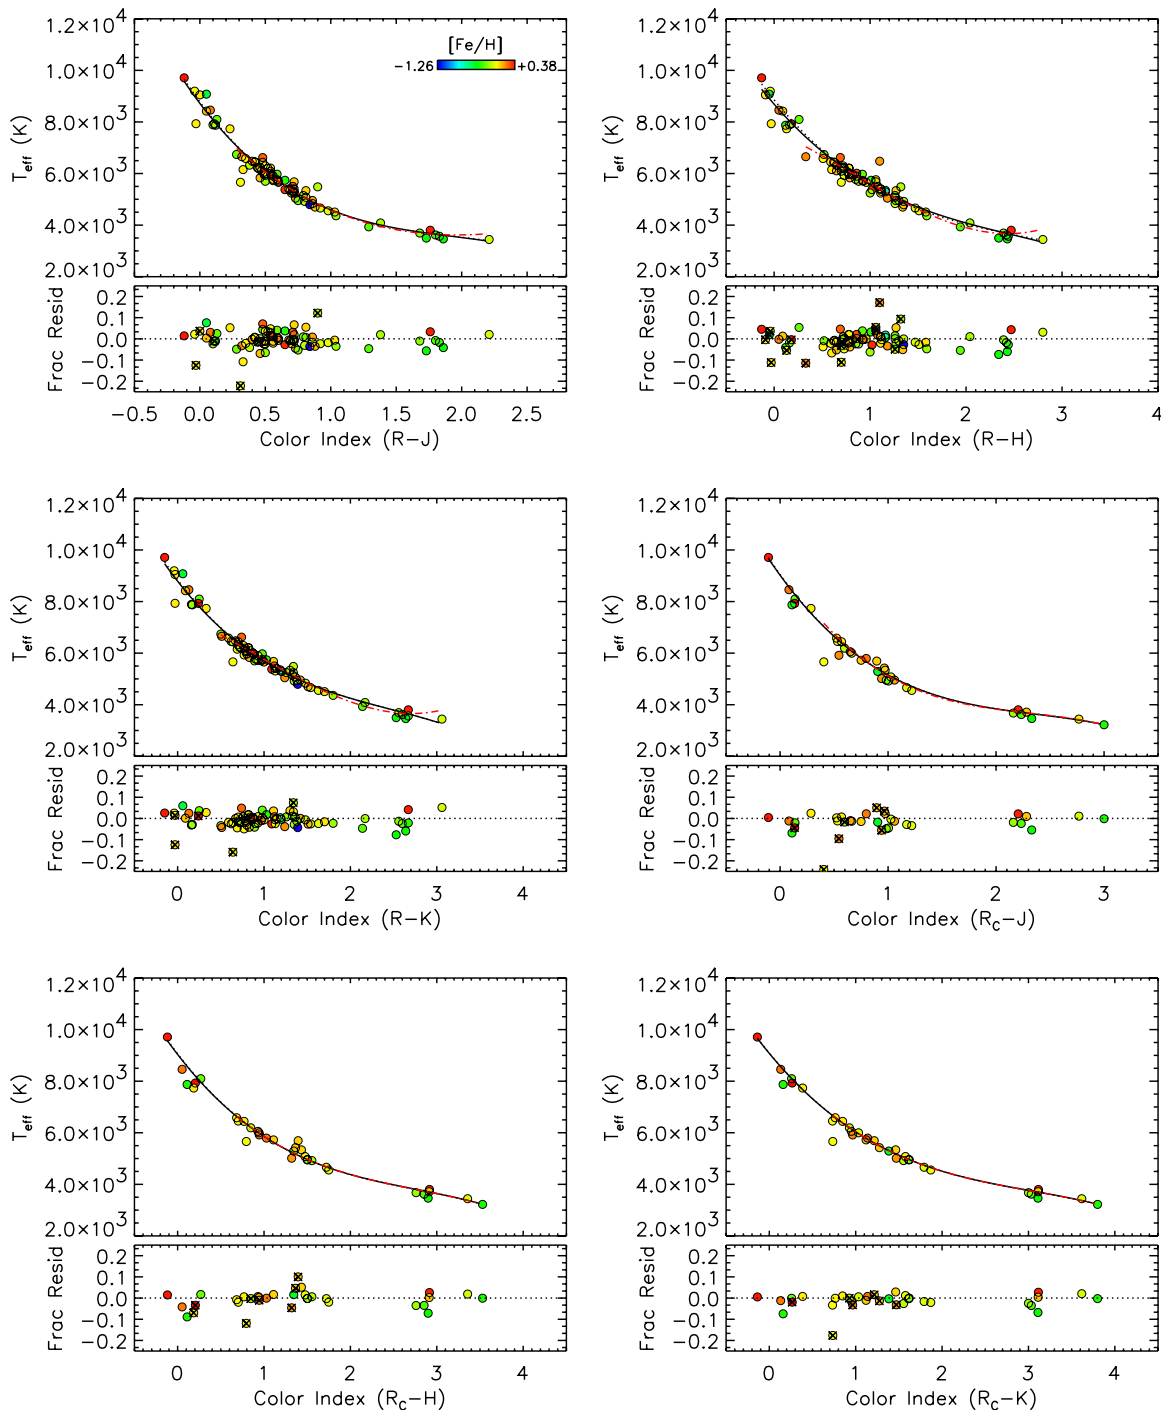 1.2×10⁴
1.0×10⁴
8.0×10³
6.0×10³
4.0×10³
2.0×10³
T_eff (K)
[Fe/H]
−1.26
+0.38
0.2
0.1
0.0
−0.1
−0.2
Frac Resid
−0.5 0.0 0.5 1.0 1.5 2.0 2.5
Color Index (R−J)
1.2×10⁴
1.0×10⁴
8.0×10³
6.0×10³
4.0×10³
2.0×10³
T_eff (K)
0.2
0.1
0.0
−0.1
−0.2
Frac Resid
0 1 2 3 4
Color Index (R−H)
1.2×10⁴
1.0×10⁴
8.0×10³
6.0×10³
4.0×10³
2.0×10³
T_eff (K)
0.2
0.1
0.0
−0.1
−0.2
Frac Resid
0 1 2 3 4
Color Index (R−K)
1.2×10⁴
1.0×10⁴
8.0×10³
6.0×10³
4.0×10³
2.0×10³
T_eff (K)
0.2
0.1
0.0
−0.1
−0.2
Frac Resid
0 1 2 3
Color Index (R_C−J)
1.2×10⁴
1.0×10⁴
8.0×10³
6.0×10³
4.0×10³
2.0×10³
T_eff (K)
0.2
0.1
0.0
−0.1
−0.2
Frac Resid
0 1 2 3 4
Color Index (R_C−H)
1.2×10⁴
1.0×10⁴
8.0×10³
6.0×10³
4.0×10³
2.0×10³
T_eff (K)
0.2
0.1
0.0
−0.1
−0.2
Frac Resid
0 1 2 3 4
Color Index (R_C−K)